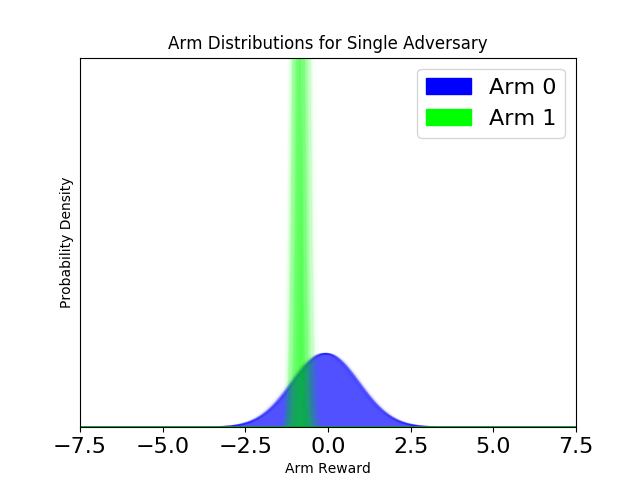 Arm Distributions for Single Adversary
Arm 0
Arm 1
Probability Density
−7.5 −5.0 −2.5 0.0 2.5 5.0 7.5
Arm Reward